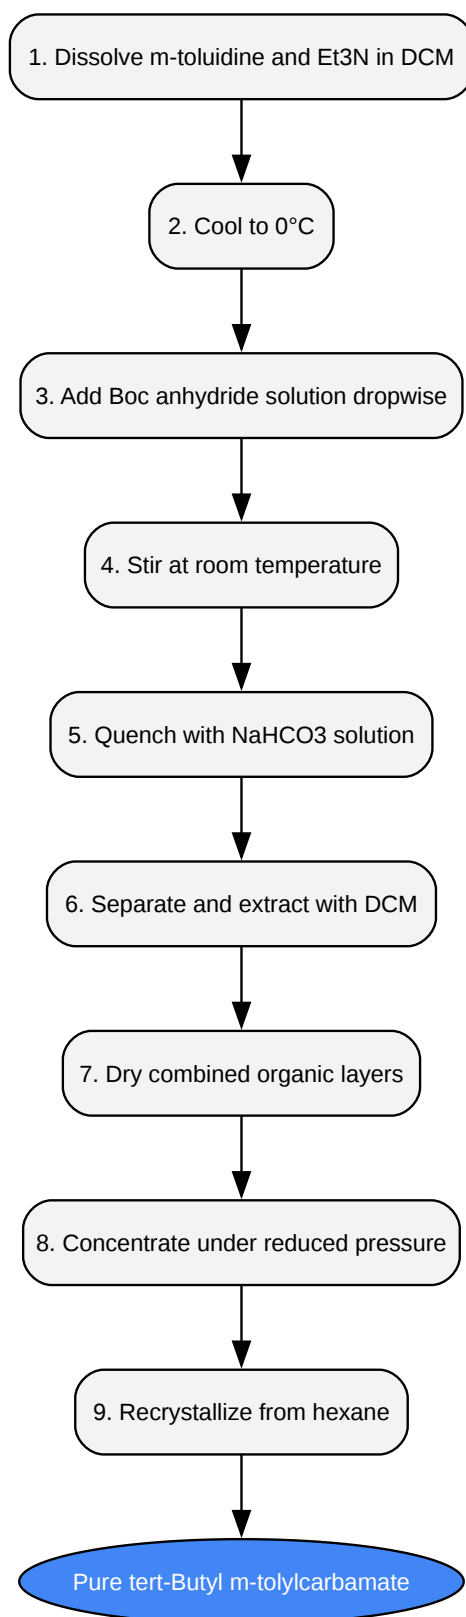 1. Dissolve m-toluidine and Et3N in DCM
2. Cool to 0°C
3. Add Boc anhydride solution dropwise
4. Stir at room temperature
5. Quench with NaHCO3 solution
6. Separate and extract with DCM
7. Dry combined organic layers
8. Concentrate under reduced pressure
9. Recrystallize from hexane
Pure tert-Butyl m-tolylcarbamate